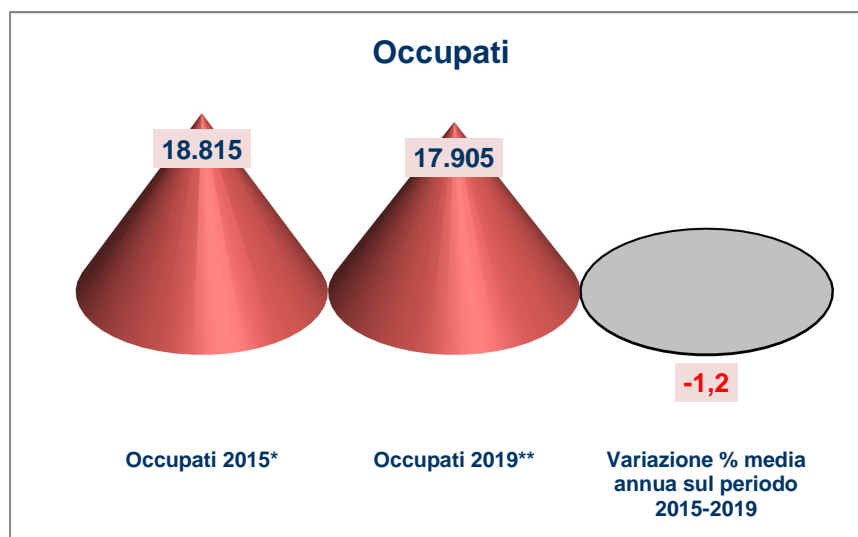 Occupati
18.815
17.905
-1,2
Occupati 2015*
Occupati 2019**
Variazione % media
annua sul periodo
2015-2019